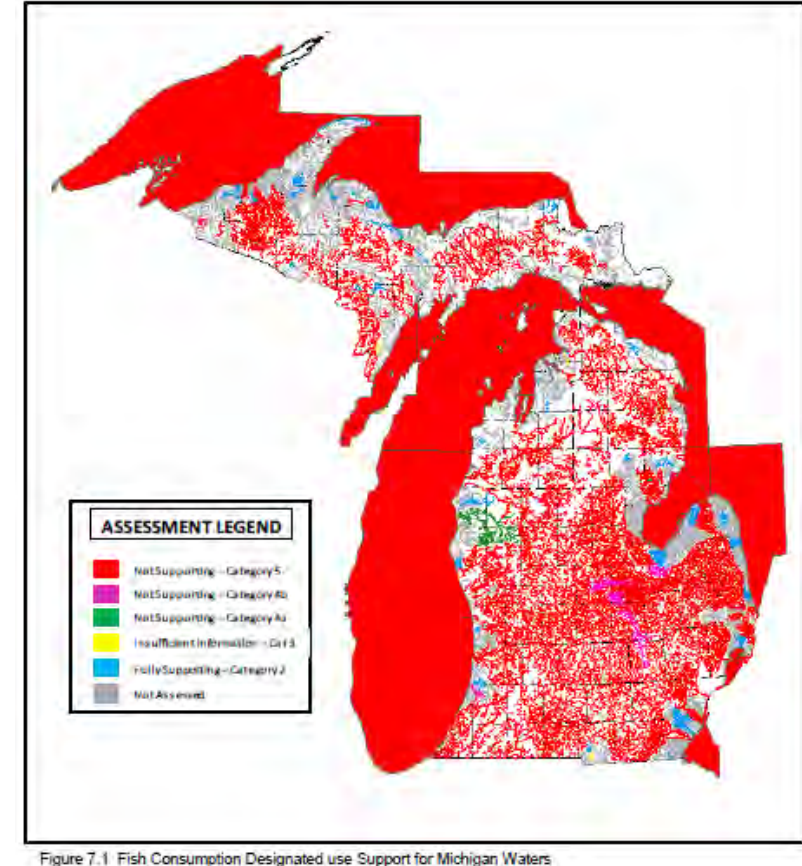 ASSESSMENT LEGEND
Not Supporting - Category 5
Not Supporting - Category 4b
Not Supporting - Category 4a
Insufficient Information - Cat 3
Fully Supporting - Category 2
Not Assessed
Figure 7.1 Fish Consumption Designated use Support for Michigan Waters